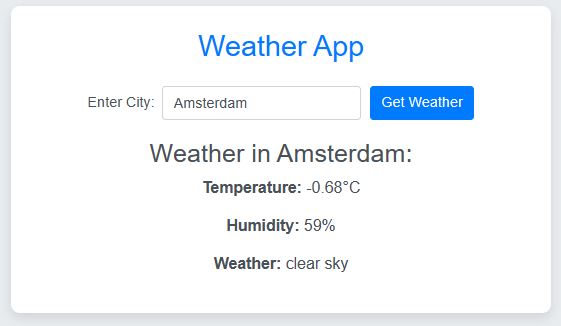 Weather App
Enter City: Amsterdam Get Weather
Weather in Amsterdam:
Temperature: -0.68°C
Humidity: 59%
Weather: clear sky